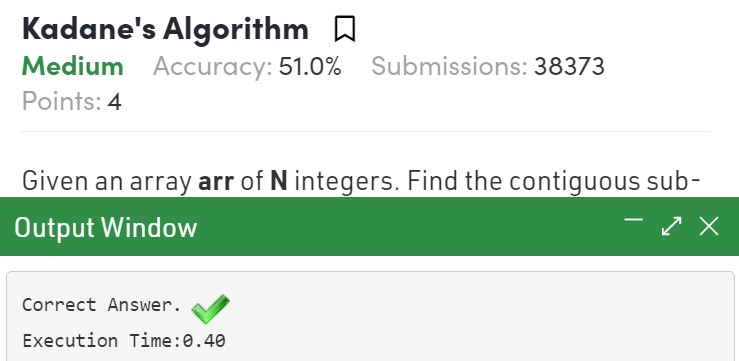 Kadane's Algorithm
Medium Accuracy: 51.0% Submissions: 38373
Points: 4
Given an array arr of N integers. Find the contiguous sub-
Output Window
Correct Answer.
Execution Time:0.40